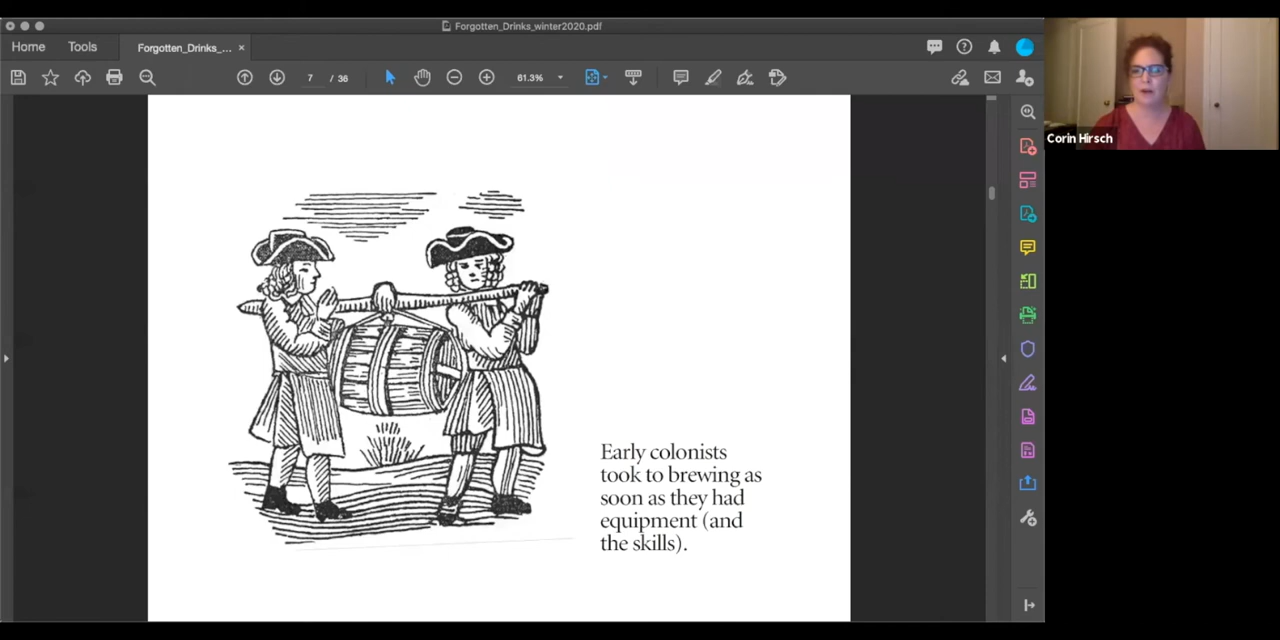 Forgotten_Drinks_winter2020.pdf
Home
Tools
Forgotten_Drinks_...
7 / 36
61.3%
Corin Hirsch
Early colonists
took to brewing as
soon as they had
equipment (and
the skills).